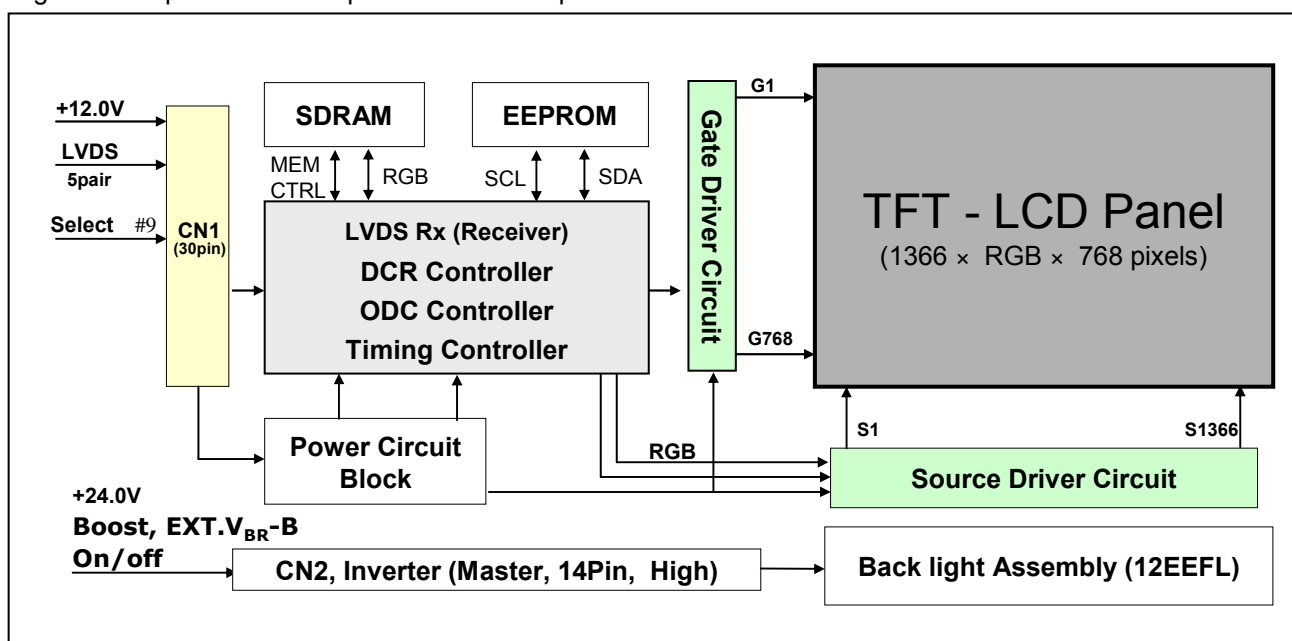 +12.0V
LVDS
5pair
Select #9
CN1
(30pin)
SDRAM
EEPROM
MEM
CTRL
RGB
SCL
SDA
LVDS Rx (Receiver)
DCR Controller
ODC Controller
Timing Controller
Gate Driver Circuit
G1
G768
TFT - LCD Panel
(1366 × RGB × 768 pixels)
S1
S1366
Power Circuit
Block
RGB
Source Driver Circuit
+24.0V
Boost, EXT.VBR-B
On/off
CN2, Inverter (Master, 14Pin, High)
Back light Assembly (12EEFL)